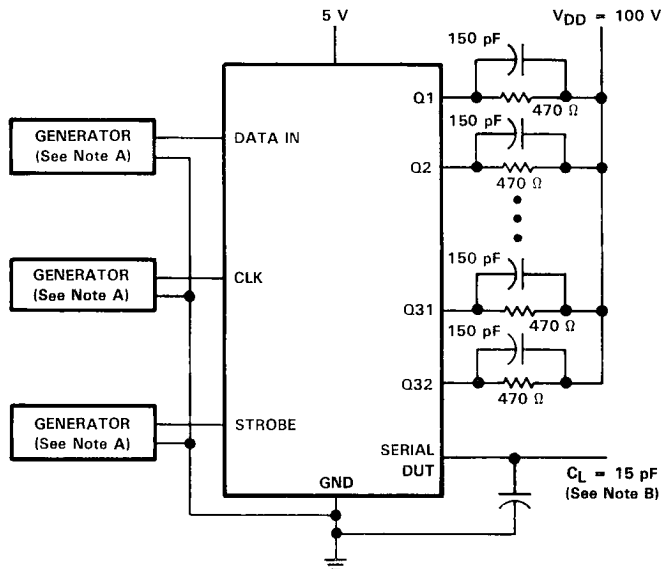 5 V
V_DD = 100 V
150 pF
Q1
470 Ω
GENERATOR
(See Note A)
DATA IN
150 pF
Q2
470 Ω
GENERATOR
(See Note A)
CLK
150 pF
Q31
470 Ω
150 pF
Q32
470 Ω
GENERATOR
(See Note A)
STROBE
SERIAL
DUT
C_L = 15 pF
(See Note B)
GND